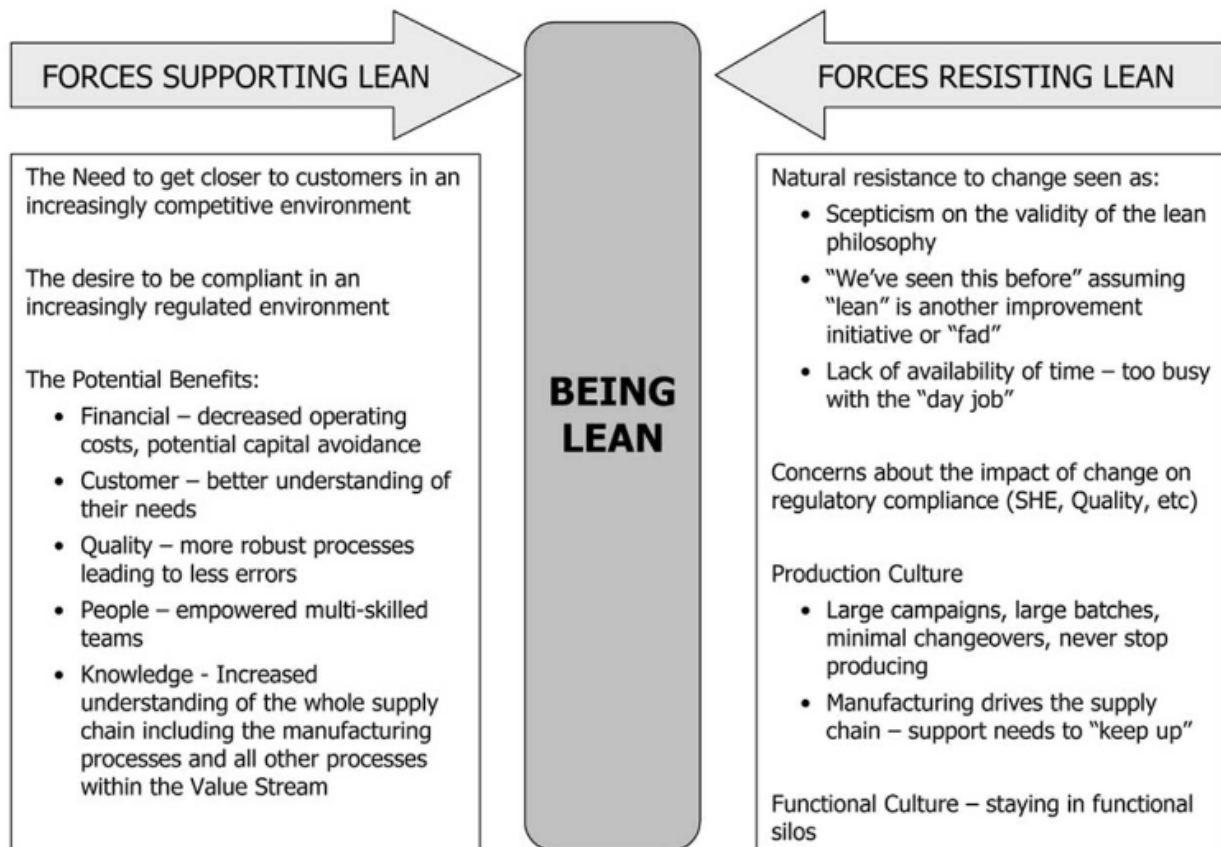 FORCES SUPPORTING LEAN
The Need to get closer to customers in an
increasingly competitive environment
The desire to be compliant in an
increasingly regulated environment
The Potential Benefits:
• Financial – decreased operating
costs, potential capital avoidance
• Customer – better understanding of
their needs
• Quality – more robust processes
leading to less errors
• People – empowered multi-skilled
teams
• Knowledge - Increased
understanding of the whole supply
chain including the manufacturing
processes and all other processes
within the Value Stream
BEING
LEAN
FORCES RESISTING LEAN
Natural resistance to change seen as:
• Scepticism on the validity of the lean
philosophy
• “We’ve seen this before” assuming
“lean” is another improvement
initiative or “fad”
• Lack of availability of time – too busy
with the “day job”
Concerns about the impact of change on
regulatory compliance (SHE, Quality, etc)
Production Culture
• Large campaigns, large batches,
minimal changeovers, never stop
producing
• Manufacturing drives the supply
chain – support needs to “keep up”
Functional Culture – staying in functional
silos